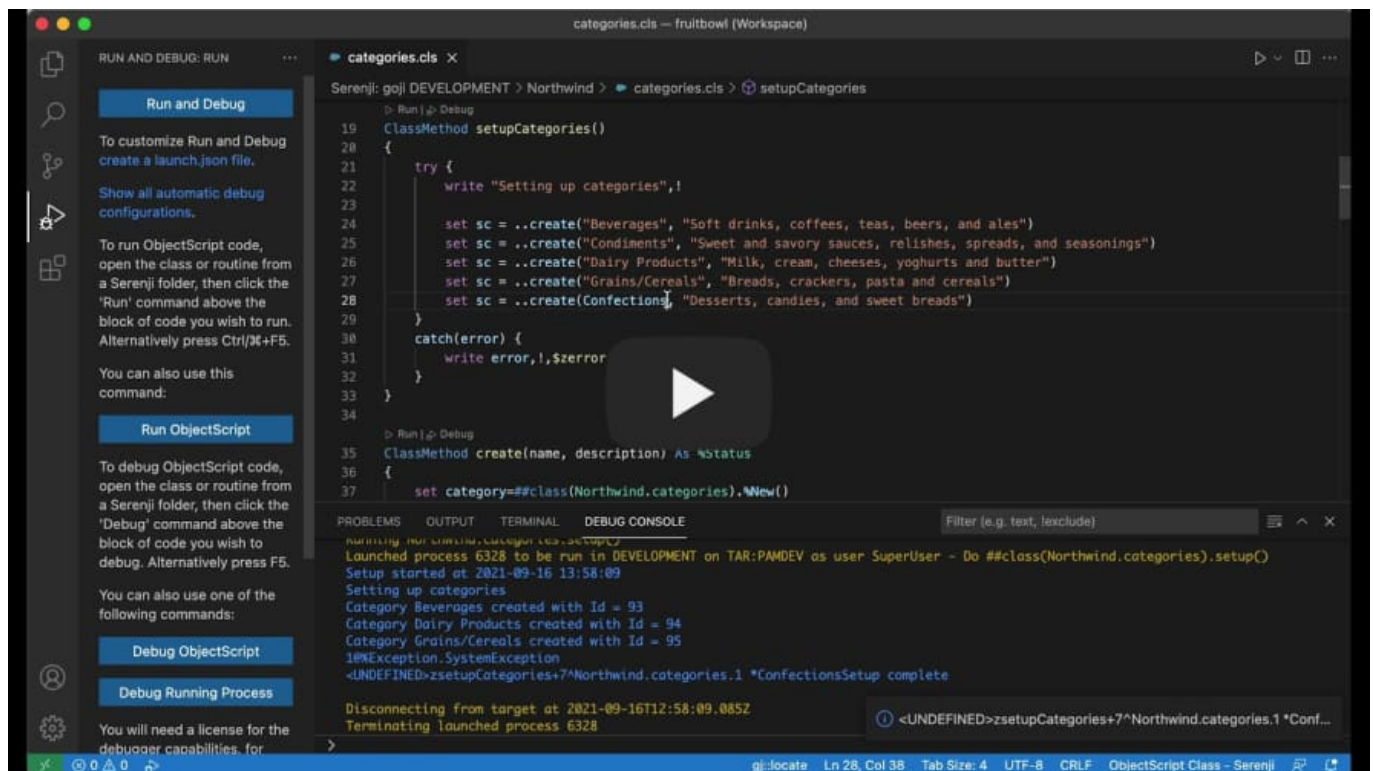 categories.cls — fruitbowl (Workspace)
RUN AND DEBUG: RUN
Run and Debug
To customize Run and Debug
create a launch.json file.
Show all automatic debug
configurations.
To run ObjectScript code,
open the class or routine from
a Serenji folder, then click the
'Run' command above the
block of code you wish to run.
Alternatively press Ctrl/⌘+F5.
You can also use this
command:
Run ObjectScript
To debug ObjectScript code,
open the class or routine from
a Serenji folder, then click the
'Debug' command above the
block of code you wish to
debug. Alternatively press F5.
You can also use one of the
following commands:
Debug ObjectScript
Debug Running Process
You will need a license for the
debugger capabilities, for
categories.cls
Serenji: goji DEVELOPMENT > Northwind > categories.cls > setupCategories
Run | Debug
19 ClassMethod setupCategories()
20 {
21 try {
22 write "Setting up categories",!
23
24 set sc = ..create("Beverages", "Soft drinks, coffees, teas, beers, and ales")
25 set sc = ..create("Condiments", "Sweet and savory sauces, relishes, spreads, and seasonings")
26 set sc = ..create("Dairy Products", "Milk, cream, cheeses, yoghurts and butter")
27 set sc = ..create("Grains/Cereals", "Breads, crackers, pasta and cereals")
28 set sc = ..create(Confections, "Desserts, candies, and sweet breads")
29 }
30 catch(error) {
31 write error,!,$zerror
32 }
33 }
34
Run | Debug
35 ClassMethod create(name, description) As %Status
36 {
37 set category=##class(Northwind.categories).%New()
PROBLEMS OUTPUT TERMINAL DEBUG CONSOLE
Filter (e.g. text, !exclude)
Running Northwind.categories.setup()
Launched process 6328 to be run in DEVELOPMENT on TAR:PAMDEV as user SuperUser - Do ##class(Northwind.categories).setup()
Setup started at 2021-09-16 13:58:09
Setting up categories
Category Beverages created with Id = 93
Category Dairy Products created with Id = 94
Category Grains/Cereals created with Id = 95
1@%Exception.SystemException
<UNDEFINED>zsetupCategories+7^Northwind.categories.1 *ConfectionsSetup complete
Disconnecting from target at 2021-09-16T12:58:09.085Z
Terminating launched process 6328
<UNDEFINED>zsetupCategories+7^Northwind.categories.1 *Conf...
0 0 0
gj::locate Ln 28, Col 38 Tab Size: 4 UTF-8 CRLF ObjectScript Class - Serenji